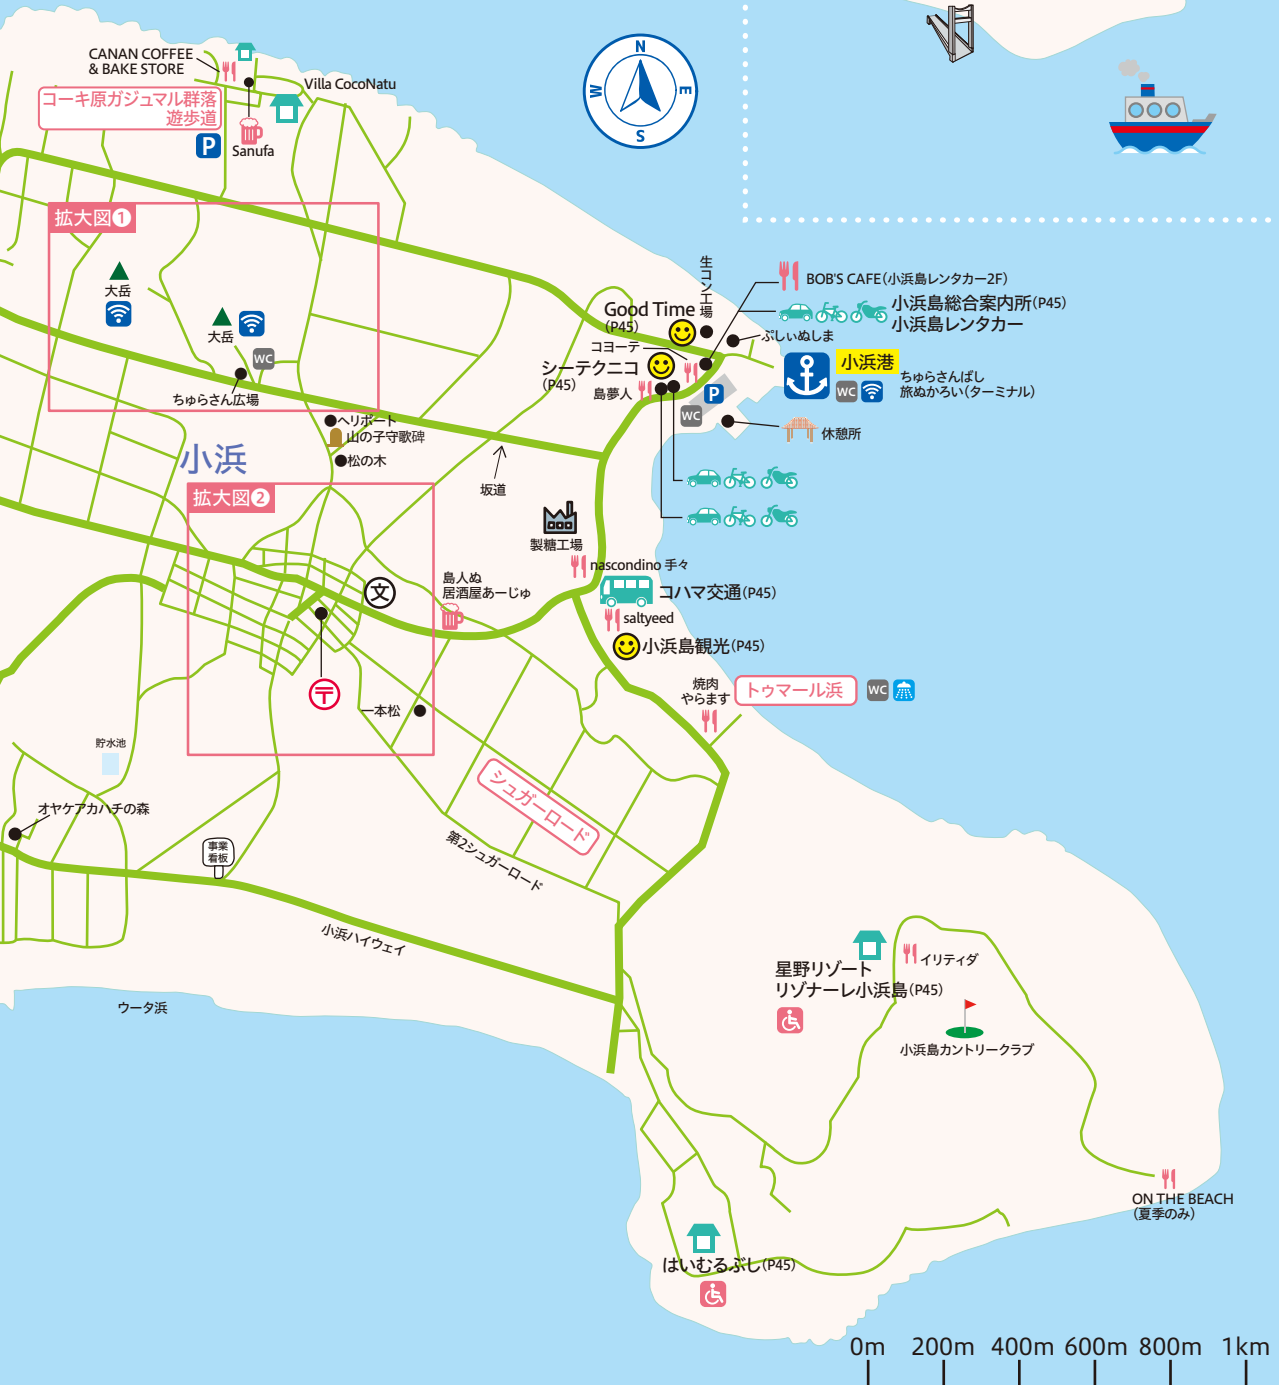 CANAN COFFEE
& BAKE STORE
Villa CocoNatu
コーキ原ガジュマル群落
遊歩道
P
Sanufa
N
W
E
S
拡大図❶
大岳
大岳
WC
ちゅらさん広場
ヘリポート
山の子守歌碑
松の木
小浜
坂道
生コン工場
Good Time
(P45)
コヨーテ
シーテクニコ
(P45)
島夢人
BOB'S CAFE(小浜島レンタカー2F)
小浜島総合案内所(P45)
小浜島レンタカー
ぷしぃぬしま
小浜港
WC
ちゅらさんばし
旅ぬかろい(ターミナル)
P
WC
休憩所
拡大図❷
製糖工場
nascondino 手々
島人ぬ
居酒屋あーじゅ
文
コハマ交通(P45)
saltyeed
小浜島観光(P45)
〒
一本松
焼肉
やらます
トゥマール浜
WC
貯水池
シュガーロード
オヤケアカハチの森
事業
看板
第2シュガーロード
小浜ハイウェイ
ウータ浜
星野リゾート
リゾナーレ小浜島(P45)
イリティダ
小浜島カントリークラブ
ON THE BEACH
(夏季のみ)
はいむるぶし(P45)
0m 200m 400m 600m 800m 1km